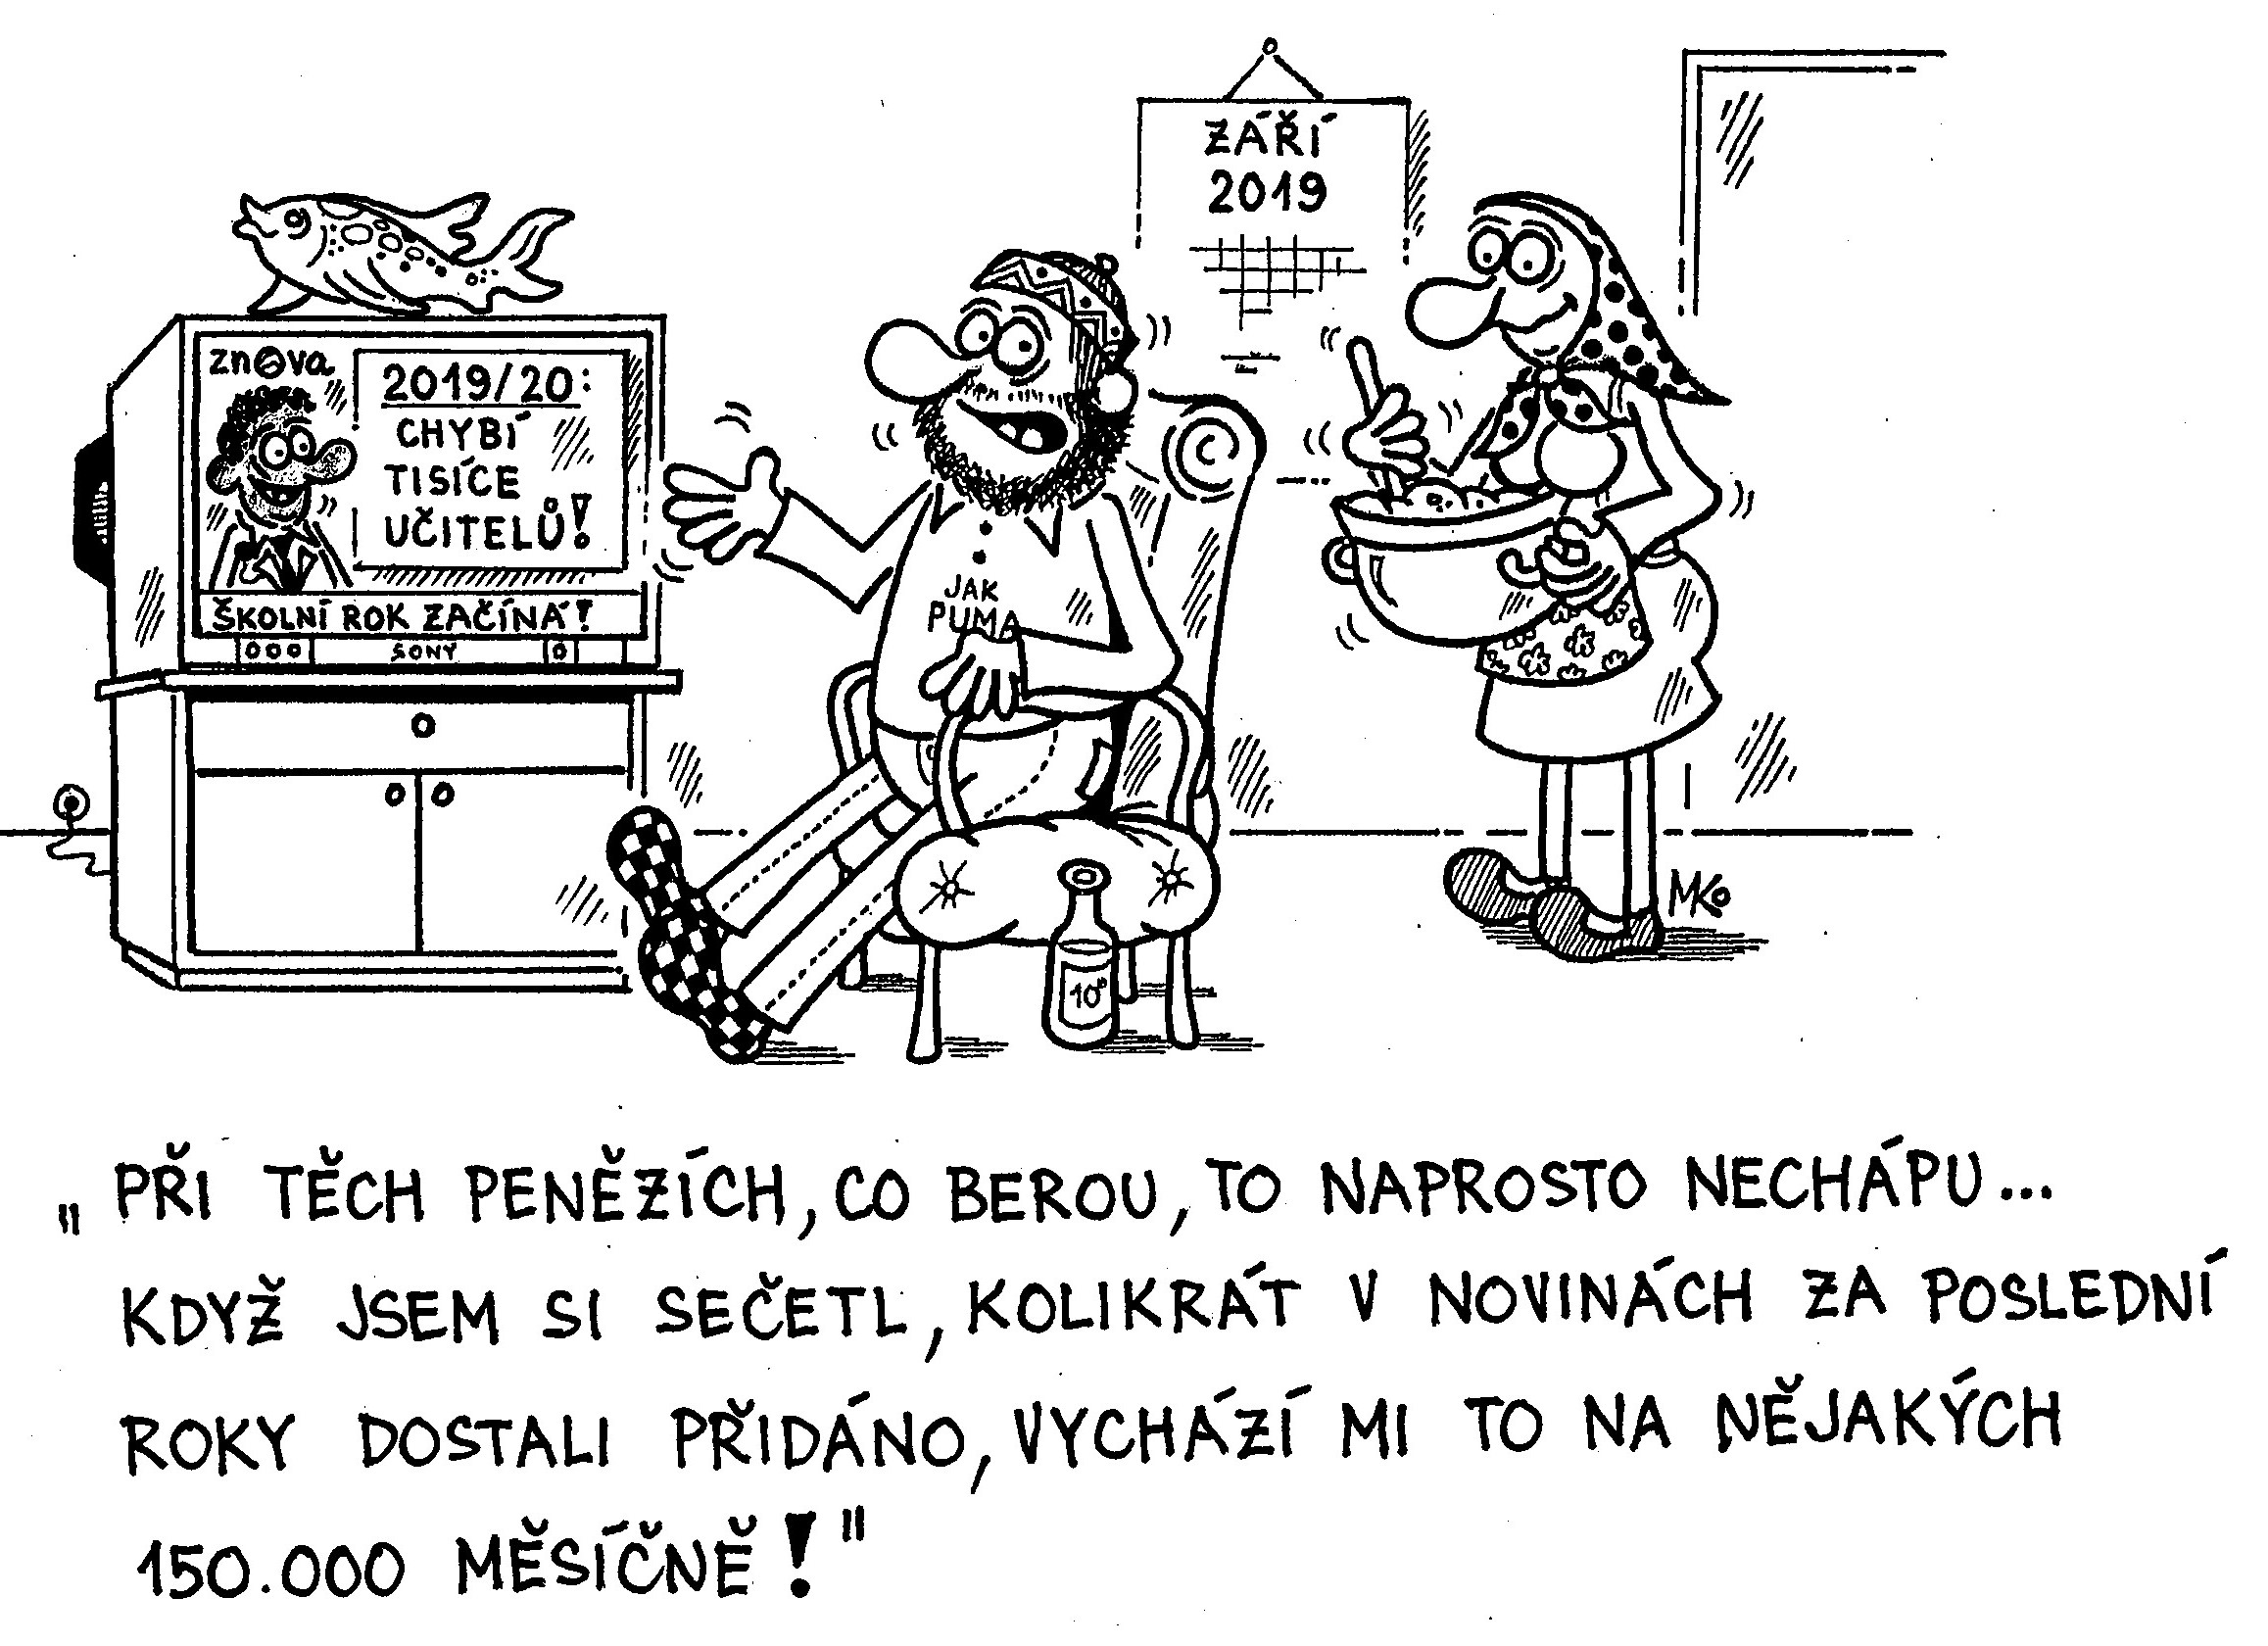 ZÁŘÍ
2019
znova
2019/20:
CHYBÍ
TISÍCE
UČITELŮ!
ŠKOLNÍ ROK ZAČÍNÁ!
SONY
JAK
PUMA
10°
MKo
„PŘI TĚCH PENĚZÍCH, CO BEROU, TO NAPROSTO NECHÁPU...
KDYŽ JSEM SI SEČETL, KOLIKRÁT V NOVINÁCH ZA POSLEDNÍ
ROKY DOSTALI PŘIDÁNO, VYCHÁZÍ MI TO NA NĚJAKÝCH
150.000 MĚSÍČNĚ!"